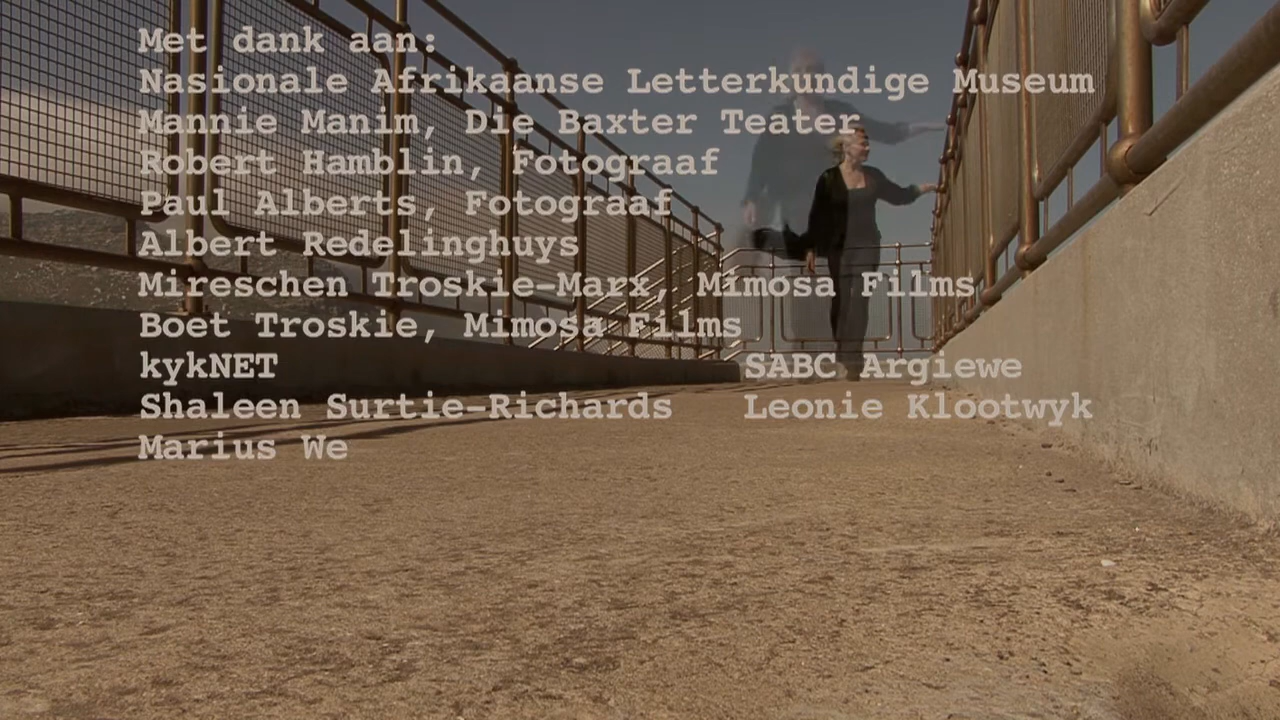 Met dank aan:
Nasionale Afrikaanse Letterkundige Museum
Mannie Manim, Die Baxter Teater
Robert Hamblin, Fotograaf
Paul Alberts, Fotograaf
Albert Redelinghuys
Mireschen Troskie-Marx, Mimosa Films
Boet Troskie, Mimosa Films
kykNET SABC Argiewe
Shaleen Surtie-Richards Leonie Klootwyk
Marius We